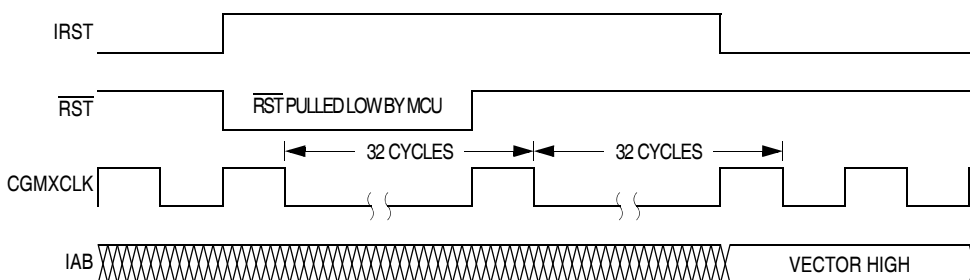 IRST
RST
RST PULLED LOW BY MCU
32 CYCLES
32 CYCLES
CGMXCLK
IAB
VECTOR HIGH